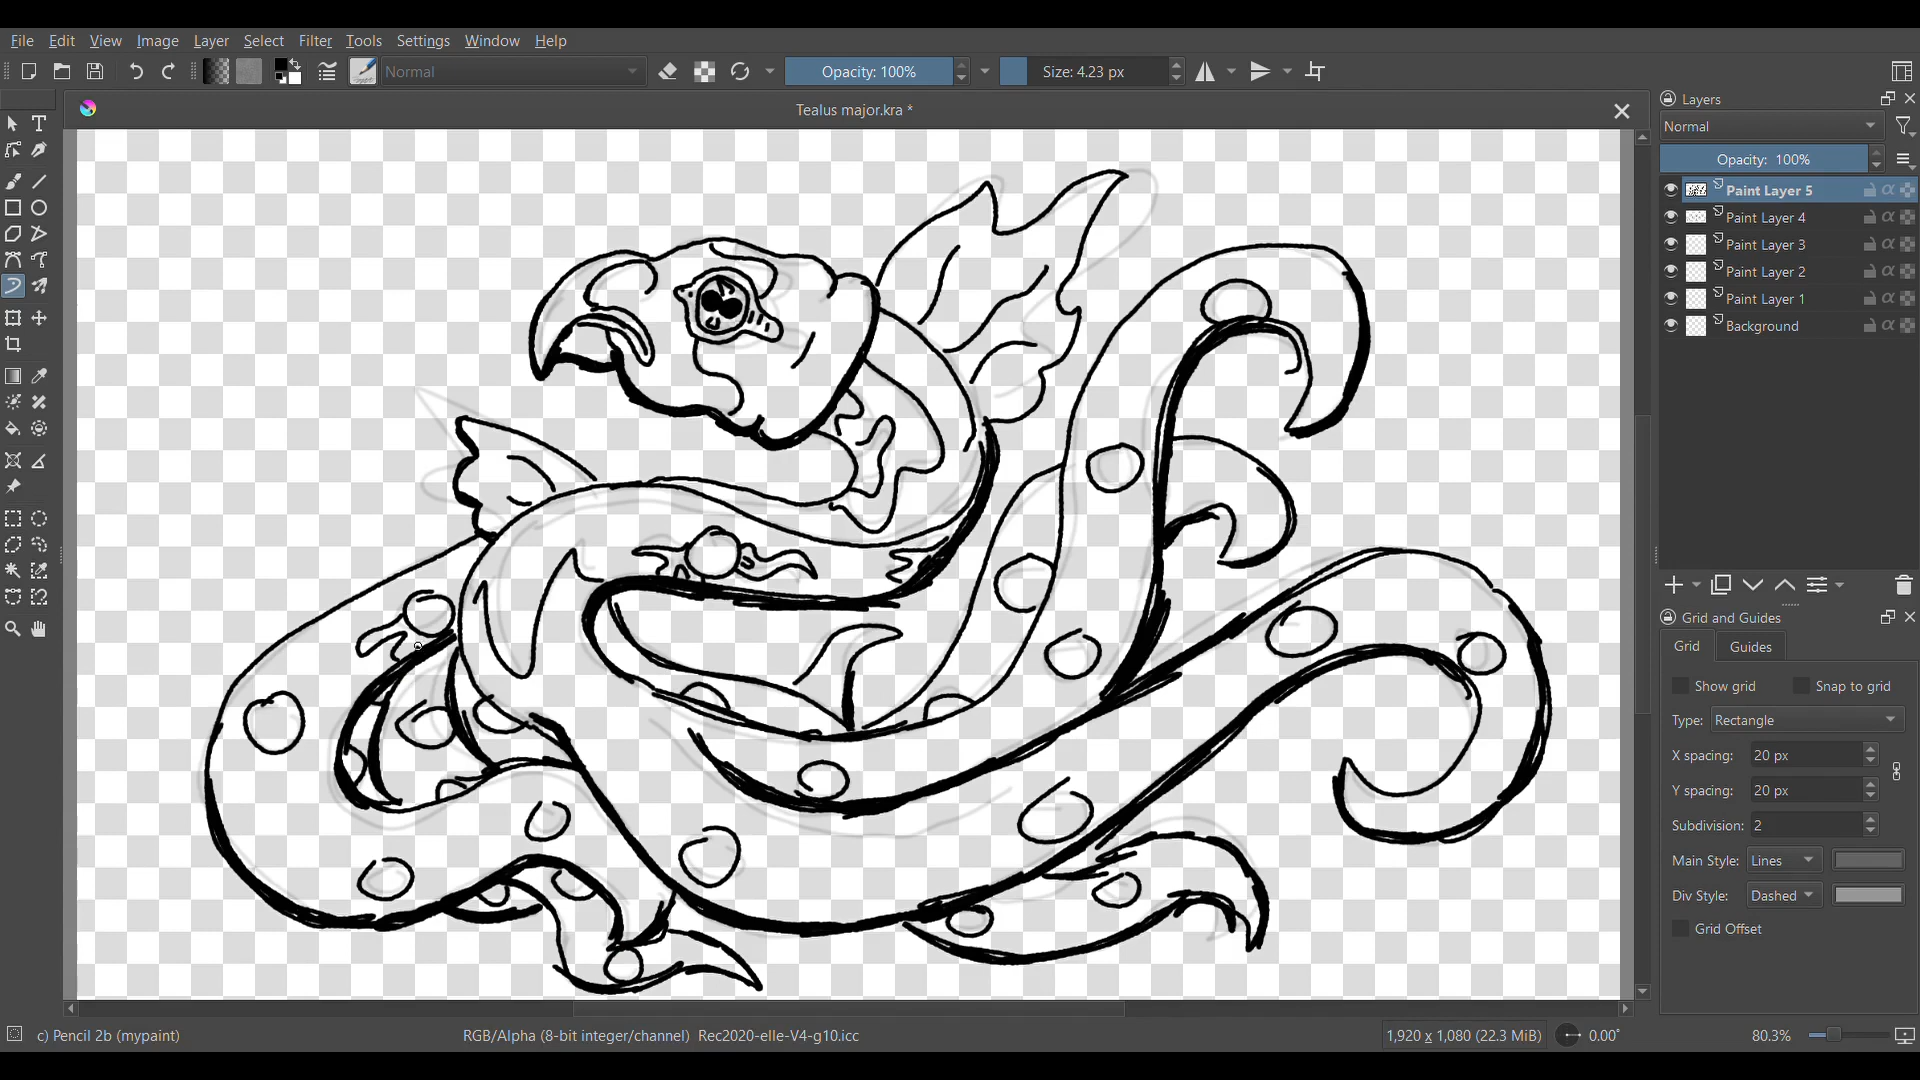 File Edit View Image Layer Select Filter Tools Settings Window Help
Normal Opacity: 100% Size: 4.23 px
Tealus major.kra *
Layers
Normal
Opacity: 100%
Paint Layer 5
Paint Layer 4
Paint Layer 3
Paint Layer 2
Paint Layer 1
Background
Grid and Guides
Grid Guides
Show grid Snap to grid
Type: Rectangle
X spacing: 20 px
Y spacing: 20 px
Subdivision: 2
Main Style: Lines
Div Style: Dashed
Grid Offset
c) Pencil 2b (mypaint) RGB/Alpha (8-bit integer/channel) Rec2020-elle-V4-g10.icc 1,920 x 1,080 (22.3 MiB) 0.00° 80.3%